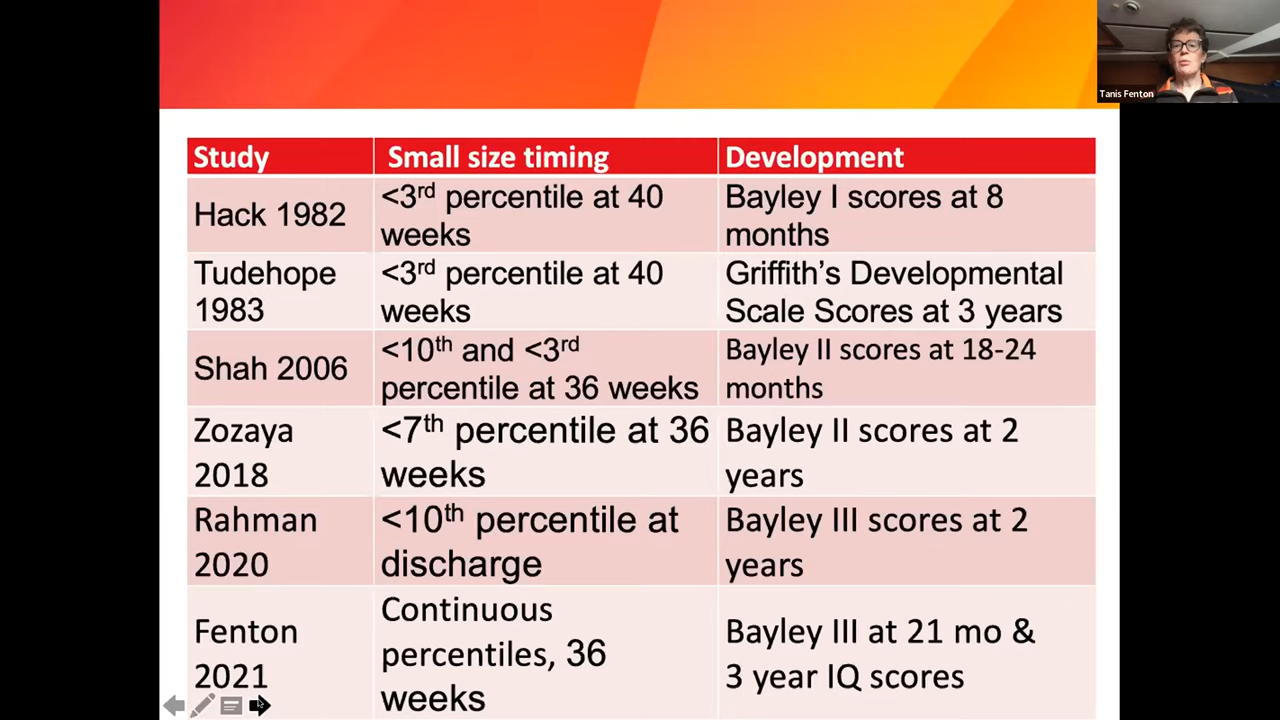 Tanis Fenton
Study
Small size timing
Development
Hack 1982
<3rd percentile at 40
weeks
Bayley I scores at 8
months
Tudehope
1983
<3rd percentile at 40
weeks
Griffith’s Developmental
Scale Scores at 3 years
Shah 2006
<10th and <3rd
percentile at 36 weeks
Bayley II scores at 18-24
months
Zozaya
2018
<7th percentile at 36
weeks
Bayley II scores at 2
years
Rahman
2020
<10th percentile at
discharge
Bayley III scores at 2
years
Fenton
2021
Continuous
percentiles, 36
weeks
Bayley III at 21 mo &
3 year IQ scores